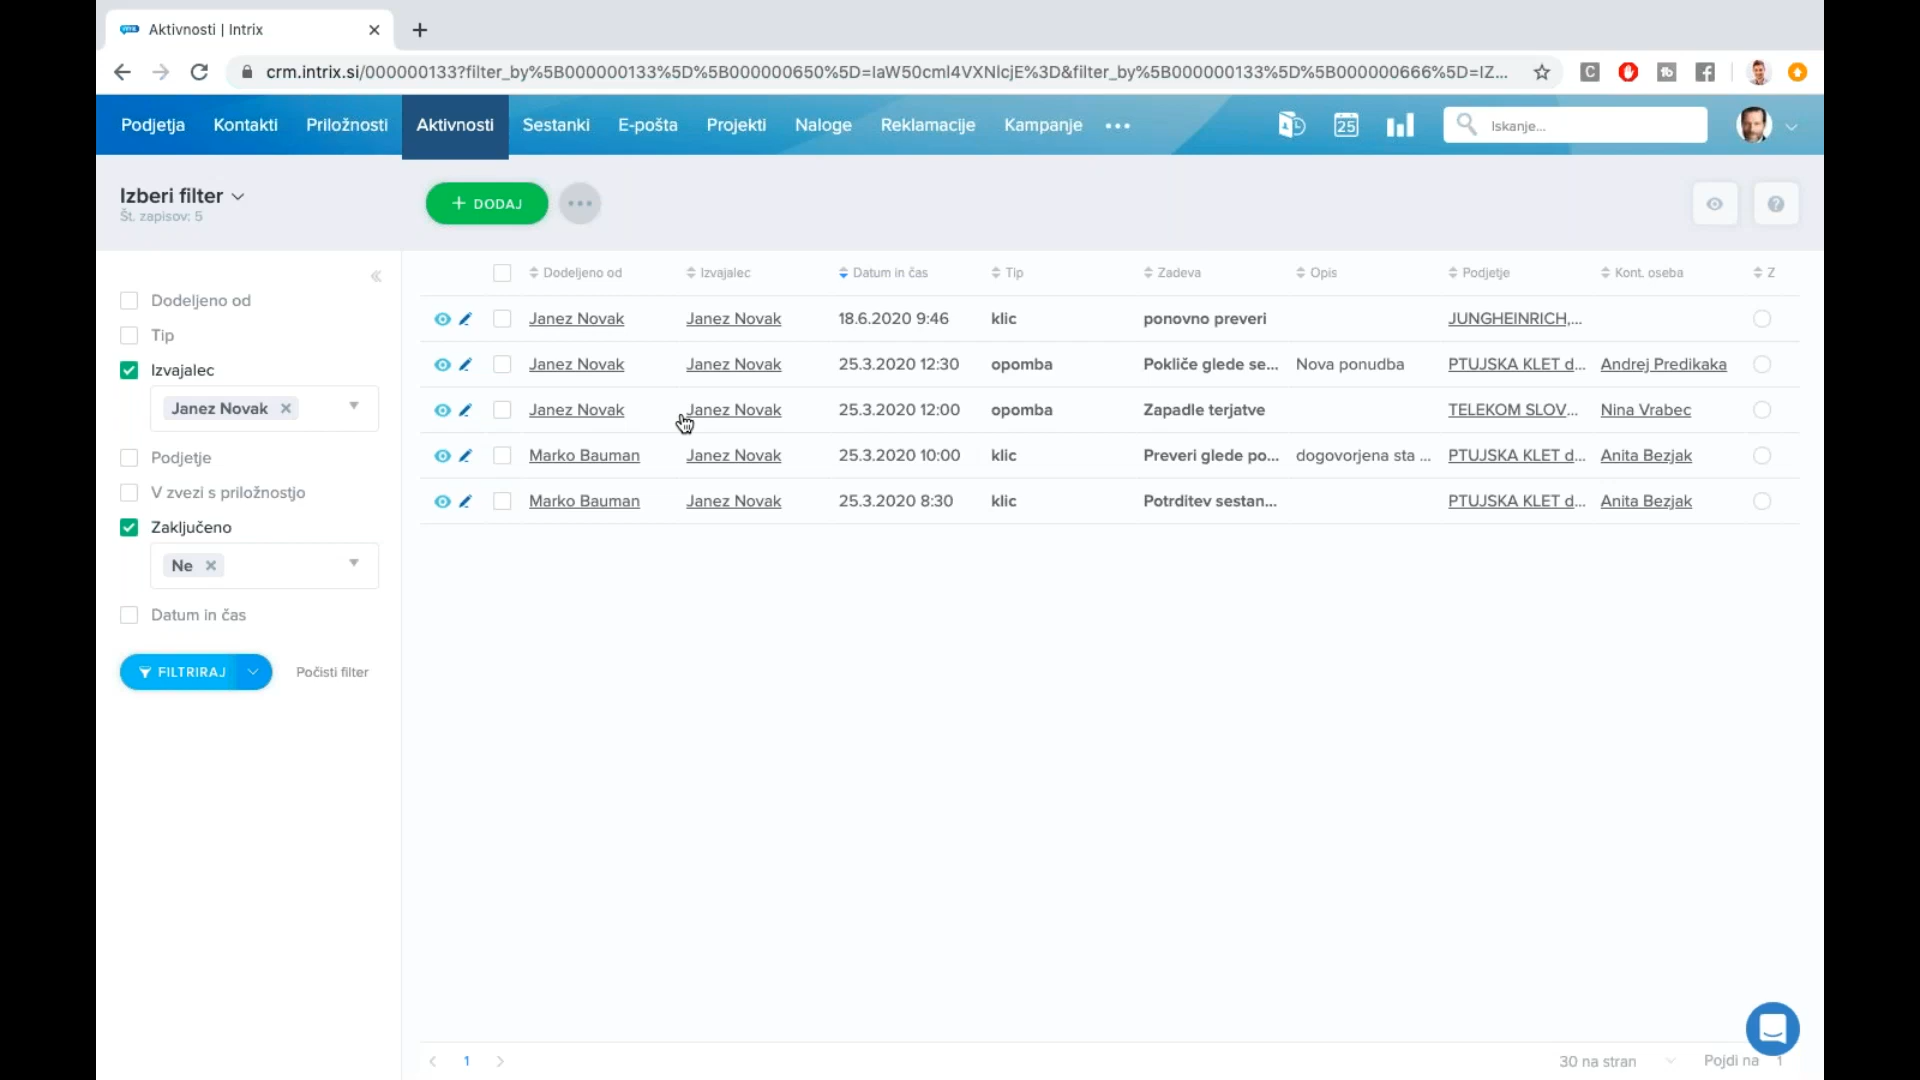 Aktivnosti | Intrix
crm.intrix.si/000000133?filter_by%5B000000133%5D%5B000000650%5D=IaW50cml4VXNlcjE%3D&filter_by%5B000000133%5D%5B000000666%5D=IZ...
Podjetja Kontakti Priložnosti Aktivnosti Sestanki E-pošta Projekti Naloge Reklamacije Kampanje 25 Iskanje...
Izberi filter
Št. zapisov: 5
+ DODAJ
Dodeljeno od Izvajalec Datum in čas Tip Zadeva Opis Podjetje Kont. oseba Z
Janez Novak Janez Novak 18.6.2020 9:46 klic ponovno preveri JUNGHEINRICH,...
Janez Novak Janez Novak 25.3.2020 12:30 opomba Pokliče glede se... Nova ponudba PTUJSKA KLET d... Andrej Predikaka
Janez Novak Janez Novak 25.3.2020 12:00 opomba Zapadle terjatve TELEKOM SLOV... Nina Vrabec
Marko Bauman Janez Novak 25.3.2020 10:00 klic Preveri glede po... dogovorjena sta ... PTUJSKA KLET d... Anita Bezjak
Marko Bauman Janez Novak 25.3.2020 8:30 klic Potrditev sestan... PTUJSKA KLET d... Anita Bezjak
Dodeljeno od
Tip
Izvajalec
Janez Novak
Podjetje
V zvezi s priložnostjo
Zaključeno
Ne
Datum in čas
FILTRIRAJ Počisti filter
1
30 na stran Pojdi na 1